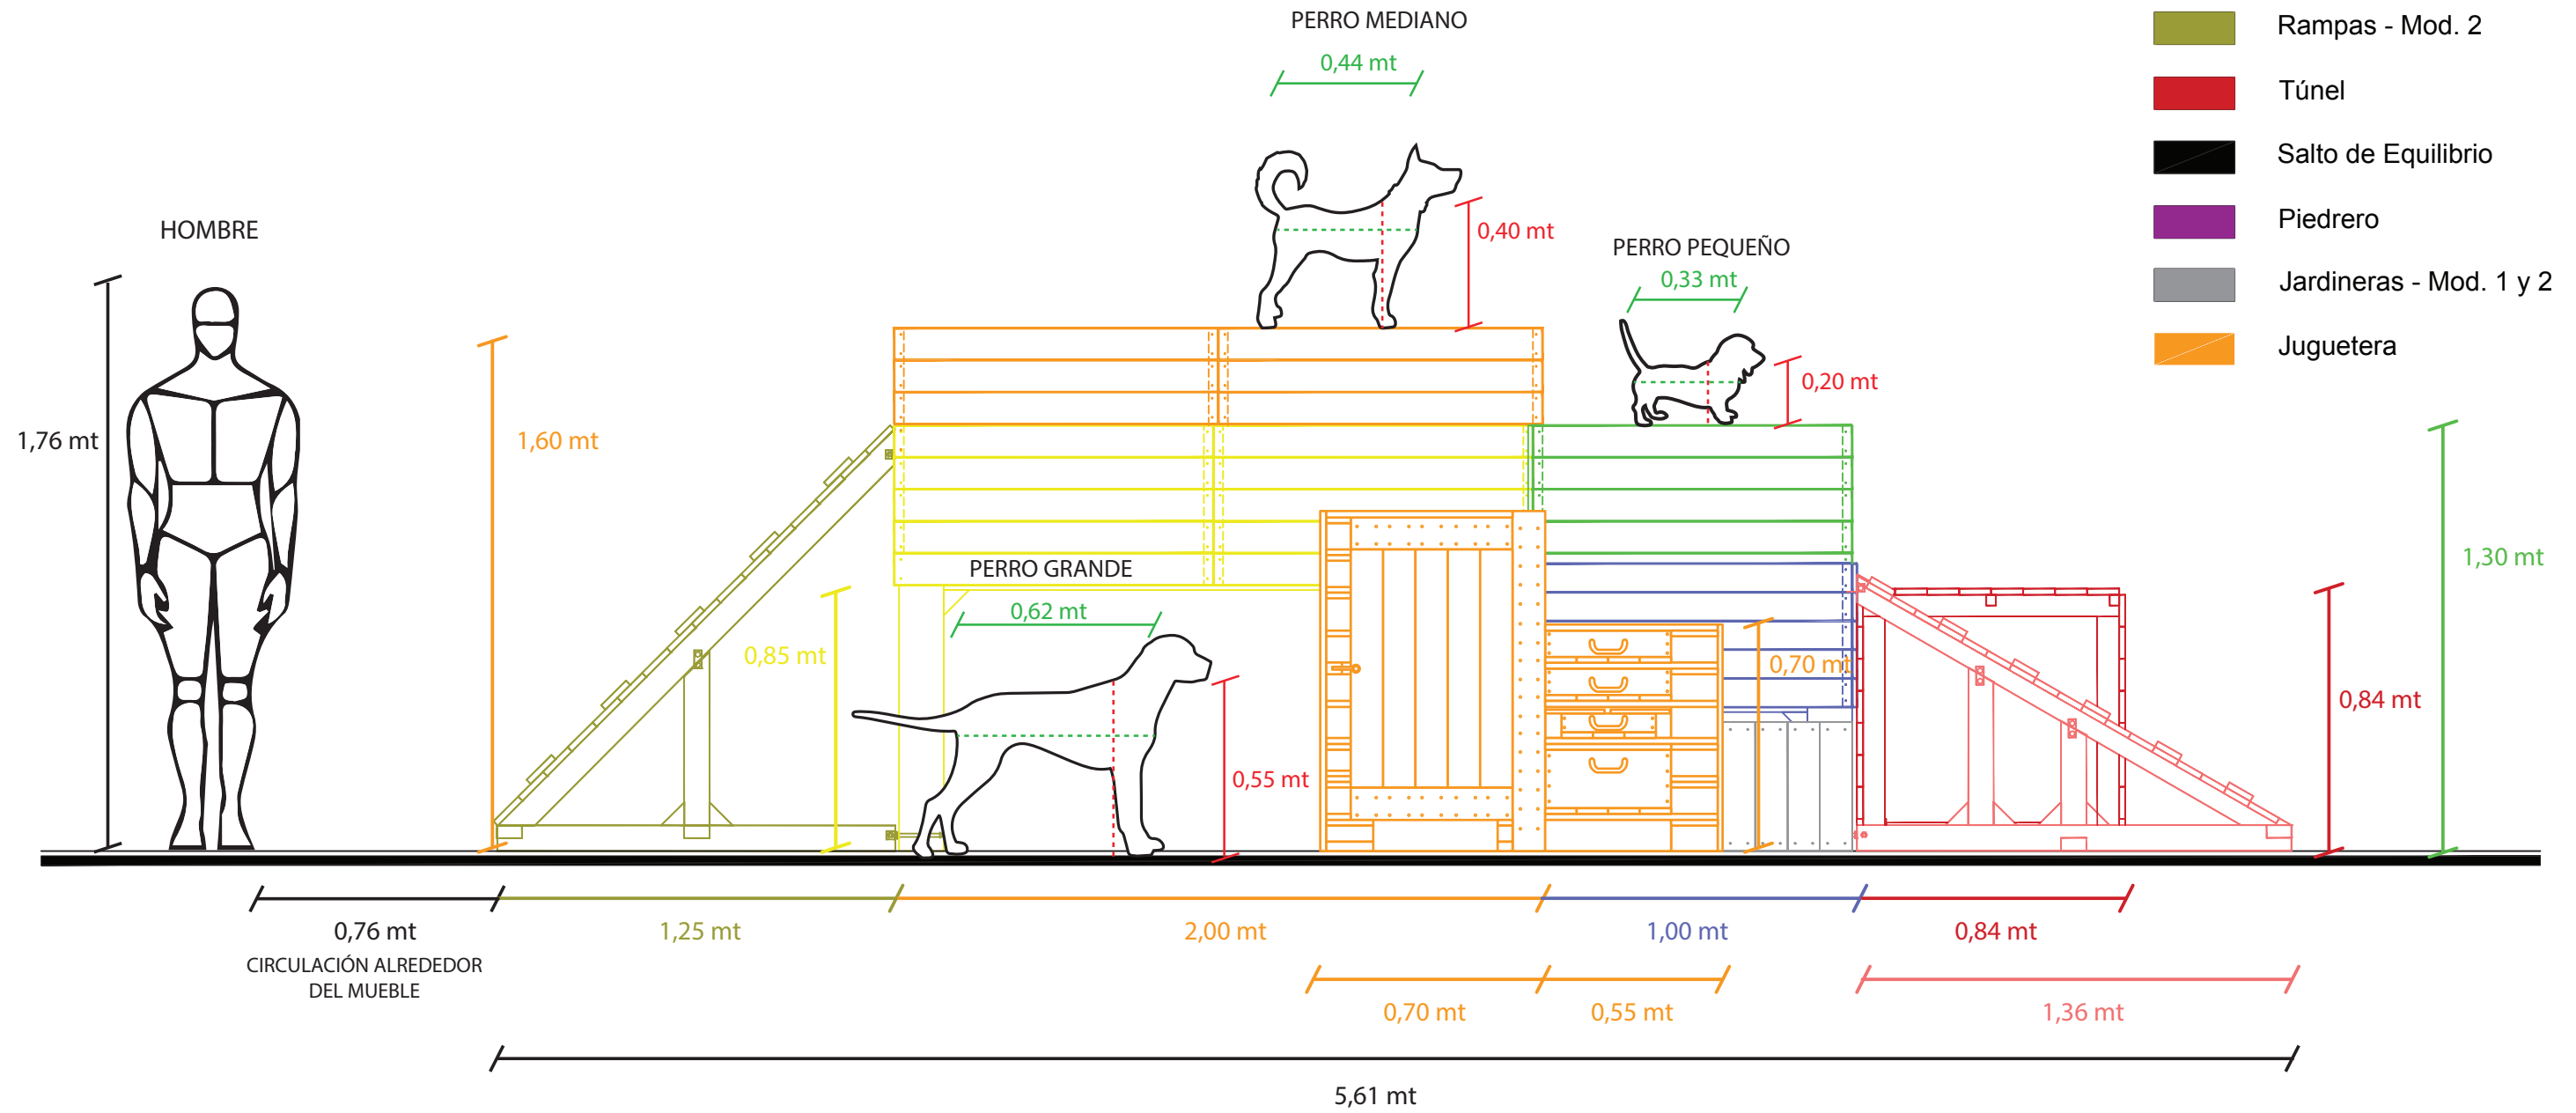 PERRO MEDIANO
0,44 mt
Rampas - Mod. 2
Túnel
Salto de Equilibrio
Piedrero
Jardineras - Mod. 1 y 2
Juguetera
HOMBRE
0,40 mt
PERRO PEQUEÑO
0,33 mt
0,20 mt
1,76 mt
1,60 mt
1,30 mt
PERRO GRANDE
0,62 mt
0,85 mt
0,70 mt
0,84 mt
0,55 mt
0,76 mt
1,25 mt
2,00 mt
1,00 mt
0,84 mt
CIRCULACIÓN ALREDEDOR
DEL MUEBLE
0,70 mt
0,55 mt
1,36 mt
5,61 mt